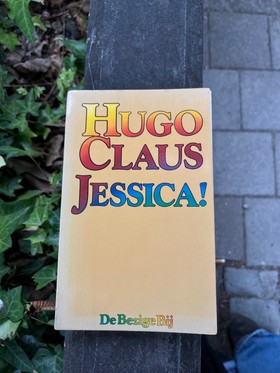 HUGO
CLAUS
JESSICA!
De Bezige Bij